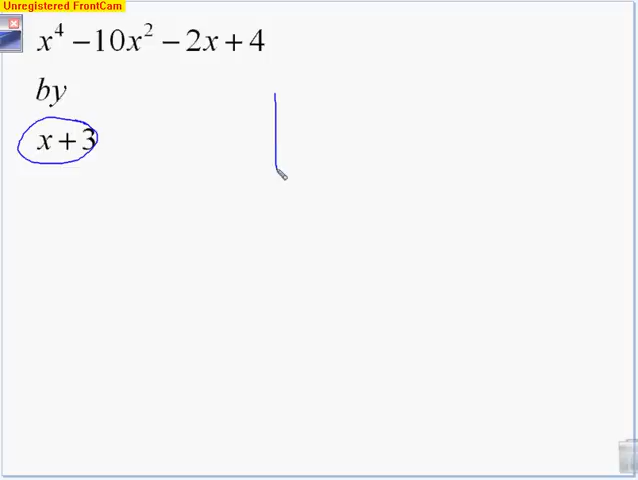 Unregistered FrontCam
x⁴ − 10x² − 2x + 4
by
x + 3